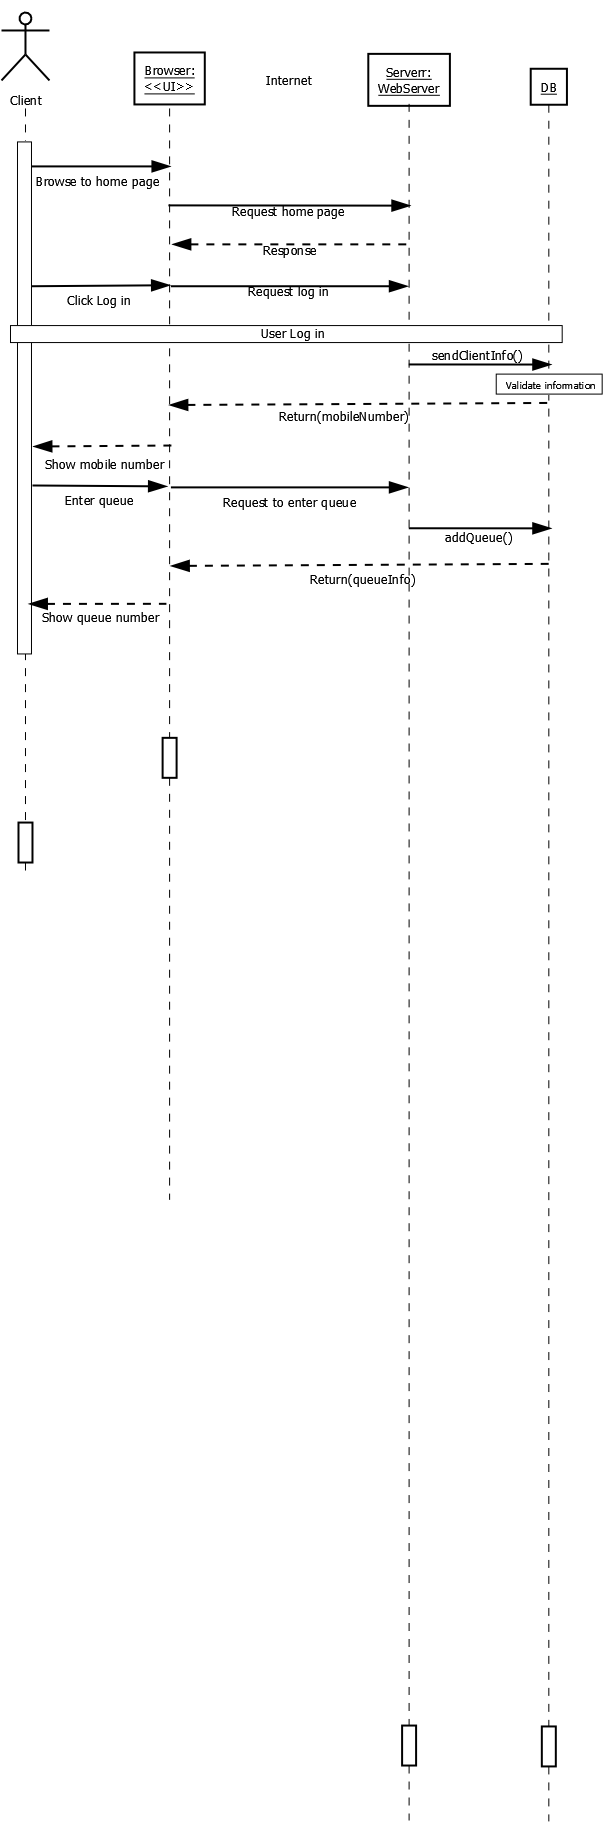 Client
Browser:
<<UI>>
Internet
Serverr:
WebServer
DB
Browse to home page
Request home page
Response
Click Log in
Request log in
User Log in
sendClientInfo()
Validate information
Return(mobileNumber)
Show mobile number
Enter queue
Request to enter queue
addQueue()
Return(queueInfo)
Show queue number